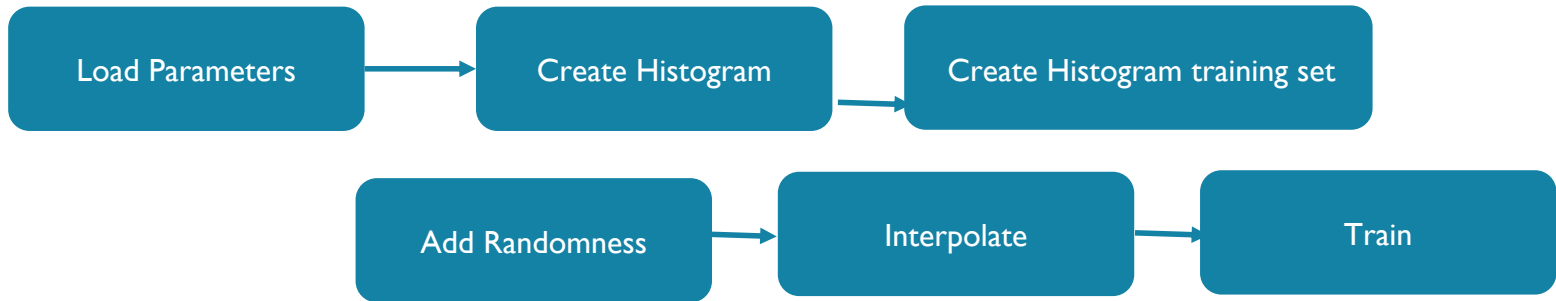 Load Parameters
Create Histogram
Create Histogram training set
Add Randomness
Interpolate
Train